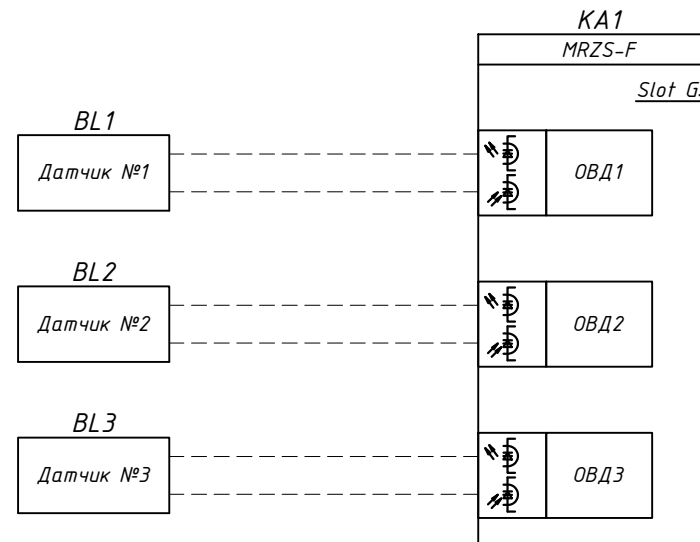 KA1
MRZS-F
Slot
BL1
Датчик №1
ОВД1
BL2
Датчик №2
ОВД2
BL3
Датчик №3
ОВД3